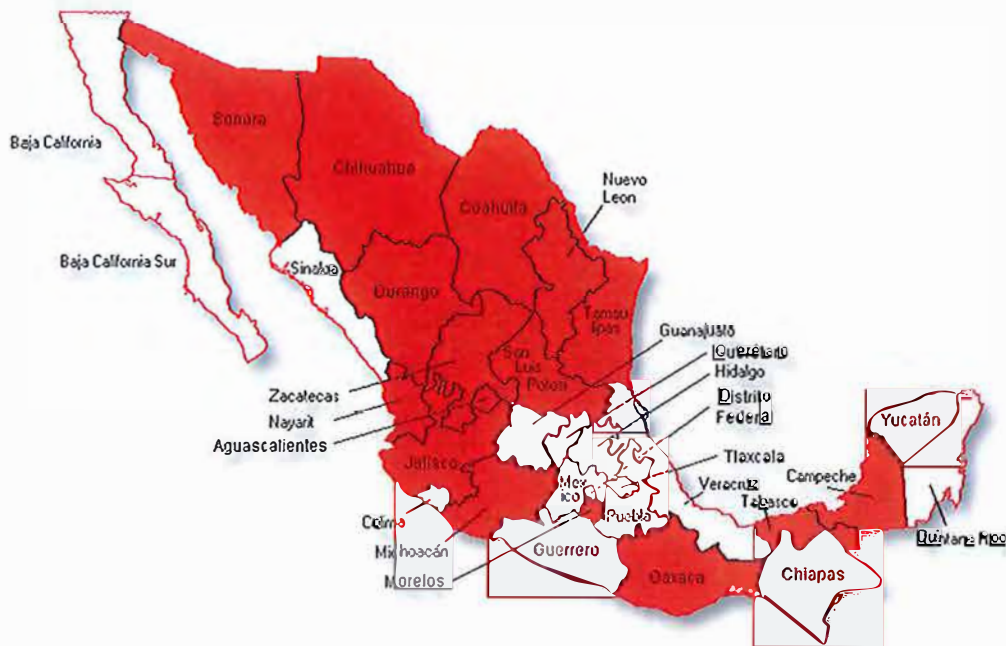 Sonora
Chihuahua
Baja California
Coahuila
Nuevo
Leon
Baja California Sur
Sinaloa
Durango
Tamau
lipas
Guanajuato
San
Luis
Potosi
Querétaro
Hidalgo
Zacatecas
Distrito
Federal
Nayarit
Yucatán
Aguascalientes
Tlaxcala
Jalisco
Campeche
Mex
ico
Veracruz
Tabasco
Colima
Puebla
Quintana Roo
Michoacán
Guerrero
Morelos
Oaxaca
Chiapas